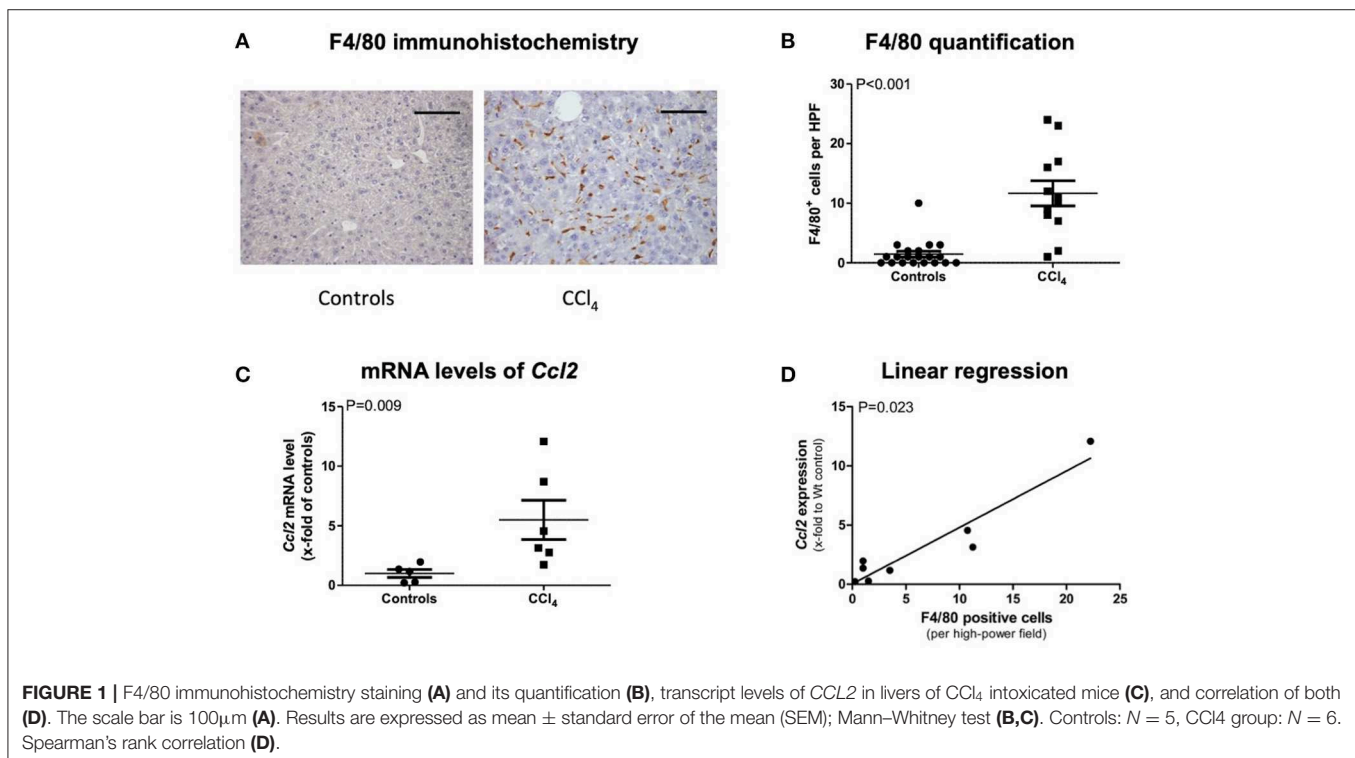 A F4/80 immunohistochemistry
Controls
CCl4
B F4/80 quantification
P<0.001
F4/80+ cells per HPF
30
20
10
0
Controls
CCl4
C mRNA levels of Ccl2
P=0.009
Ccl2 mRNA level
(x-fold of controls)
15
10
5
0
Controls
CCl4
D Linear regression
P=0.023
Ccl2 expression
(x-fold to Wt control)
15
10
5
0
0 5 10 15 20 25
F4/80 positive cells
(per high-power field)
FIGURE 1 | F4/80 immunohistochemistry staining (A) and its quantification (B), transcript levels of CCL2 in livers of CCl4 intoxicated mice (C), and correlation of both
(D). The scale bar is 100μm (A). Results are expressed as mean ± standard error of the mean (SEM); Mann–Whitney test (B,C). Controls: N = 5, CCl4 group: N = 6.
Spearman's rank correlation (D).